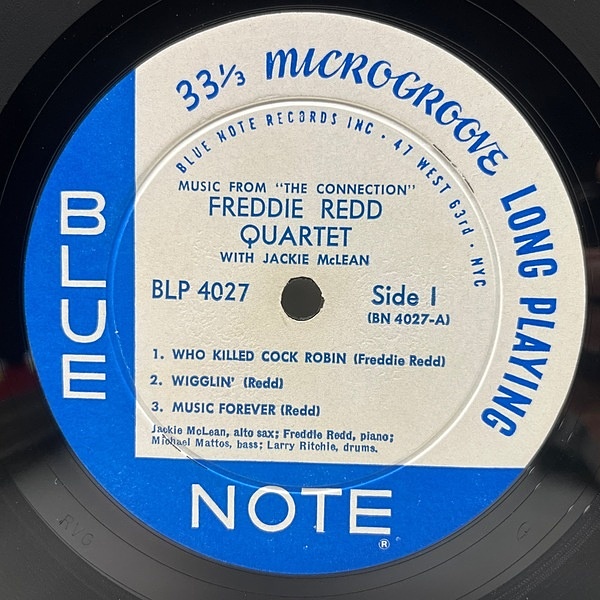 33⅓ MICROGROOVE LONG PLAYING
BLUE NOTE RECORDS INC · 47 WEST 63rd · NYC
MUSIC FROM "THE CONNECTION"
FREDDIE REDD
QUARTET
WITH JACKIE McLEAN
BLP 4027
Side 1
(BN 4027-A)
1. WHO KILLED COCK ROBIN (Freddie Redd)
2. WIGGLIN' (Redd)
3. MUSIC FOREVER (Redd)
Jackie McLean, alto sax; Freddie Redd, piano;
Michael Mattos, bass; Larry Ritchie, drums.
BLUE
NOTE
®
RVG